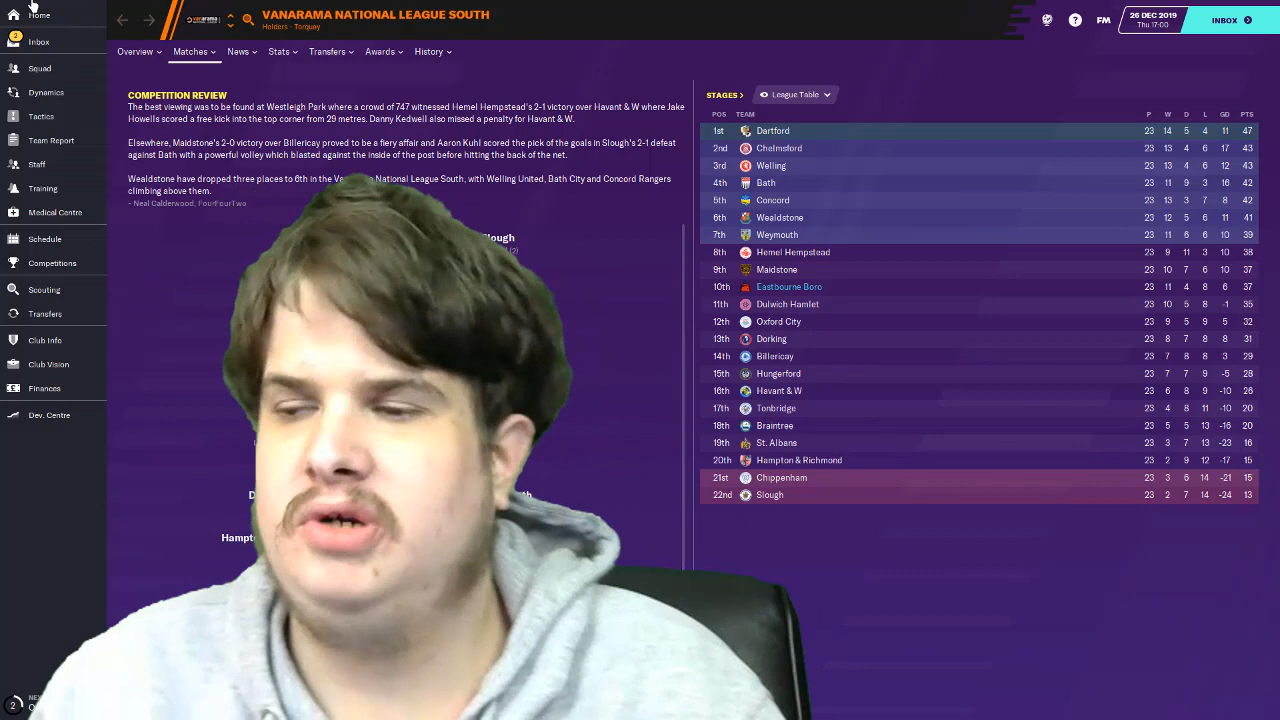 Home
2
Inbox
Squad
Dynamics
Tactics
Team Report
Staff
Training
Medical Centre
Schedule
Competitions
Scouting
Transfers
Club Info
Club Vision
Finances
Dev. Centre
2
VANARAMA NATIONAL LEAGUE SOUTH
Holders - Torquay
?
FM
26 DEC 2019
Thu 17:00
INBOX
Overview
Matches
News
Stats
Transfers
Awards
History
COMPETITION REVIEW
The best viewing was to be found at Westleigh Park where a crowd of 747 witnessed Hemel Hempstead's 2-1 victory over Havant & W where Jake
Howells scored a free kick into the top corner from 29 metres. Danny Kedwell also missed a penalty for Havant & W.
Elsewhere, Maidstone's 2-0 victory over Billericay proved to be a fiery affair and Aaron Kuhl scored the pick of the goals in Slough's 2-1 defeat
against Bath with a powerful volley which blasted against the inside of the post before hitting the back of the net.
Wealdstone have dropped three places to 6th in the Vanarama National League South, with Welling United, Bath City and Concord Rangers
climbing above them.
- Neal Calderwood, FourFourTwo
STAGES
League Table
POS TEAM P W D L GD PTS
1st Dartford 23 14 5 4 11 47
2nd Chelmsford 23 13 4 6 17 43
3rd Welling 23 13 4 6 12 43
4th Bath 23 11 9 3 16 42
5th Concord 23 13 3 7 8 42
6th Wealdstone 23 12 5 6 11 41
7th Weymouth 23 11 6 6 10 39
8th Hemel Hempstead 23 9 11 3 10 38
9th Maidstone 23 10 7 6 10 37
10th Eastbourne Boro 23 11 4 8 6 37
11th Dulwich Hamlet 23 10 5 8 -1 35
12th Oxford City 23 9 5 9 5 32
13th Dorking 23 8 7 8 8 31
14th Billericay 23 7 8 8 3 29
15th Hungerford 23 7 7 9 -5 28
16th Havant & W 23 6 8 9 -10 26
17th Tonbridge 23 4 8 11 -10 20
18th Braintree 23 5 5 13 -16 20
19th St. Albans 23 3 7 13 -23 16
20th Hampton & Richmond 23 2 9 12 -17 15
21st Chippenham 23 3 6 14 -21 15
22nd Slough 23 2 7 14 -24 13